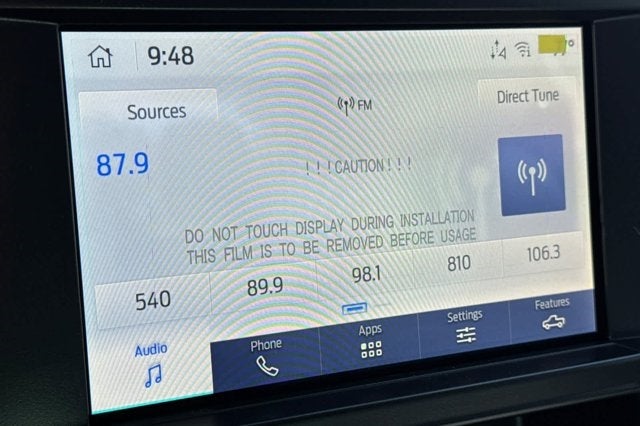 9:48
Sources
FM
Direct Tune
87.9
!!!CAUTION!!!
DO NOT TOUCH DISPLAY DURING INSTALLATION
THIS FILM IS TO BE REMOVED BEFORE USAGE
540 89.9 98.1 810 106.3
Audio Phone Apps Settings Features